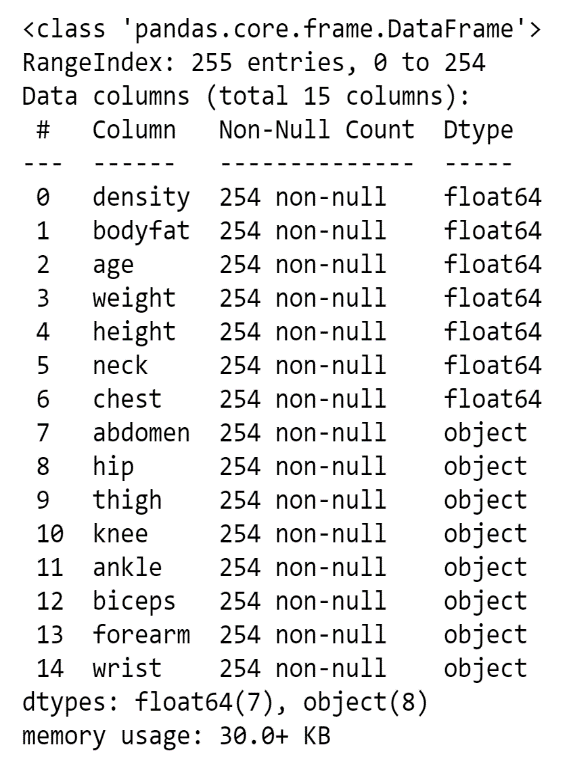 <class 'pandas.core.frame.DataFrame'>
RangeIndex: 255 entries, 0 to 254
Data columns (total 15 columns):
 #   Column   Non-Null Count  Dtype
---  ------   --------------  -----
 0   density  254 non-null    float64
 1   bodyfat  254 non-null    float64
 2   age      254 non-null    float64
 3   weight   254 non-null    float64
 4   height   254 non-null    float64
 5   neck     254 non-null    float64
 6   chest    254 non-null    float64
 7   abdomen  254 non-null    object
 8   hip      254 non-null    object
 9   thigh    254 non-null    object
 10  knee     254 non-null    object
 11  ankle    254 non-null    object
 12  biceps   254 non-null    object
 13  forearm  254 non-null    object
 14  wrist    254 non-null    object
dtypes: float64(7), object(8)
memory usage: 30.0+ KB